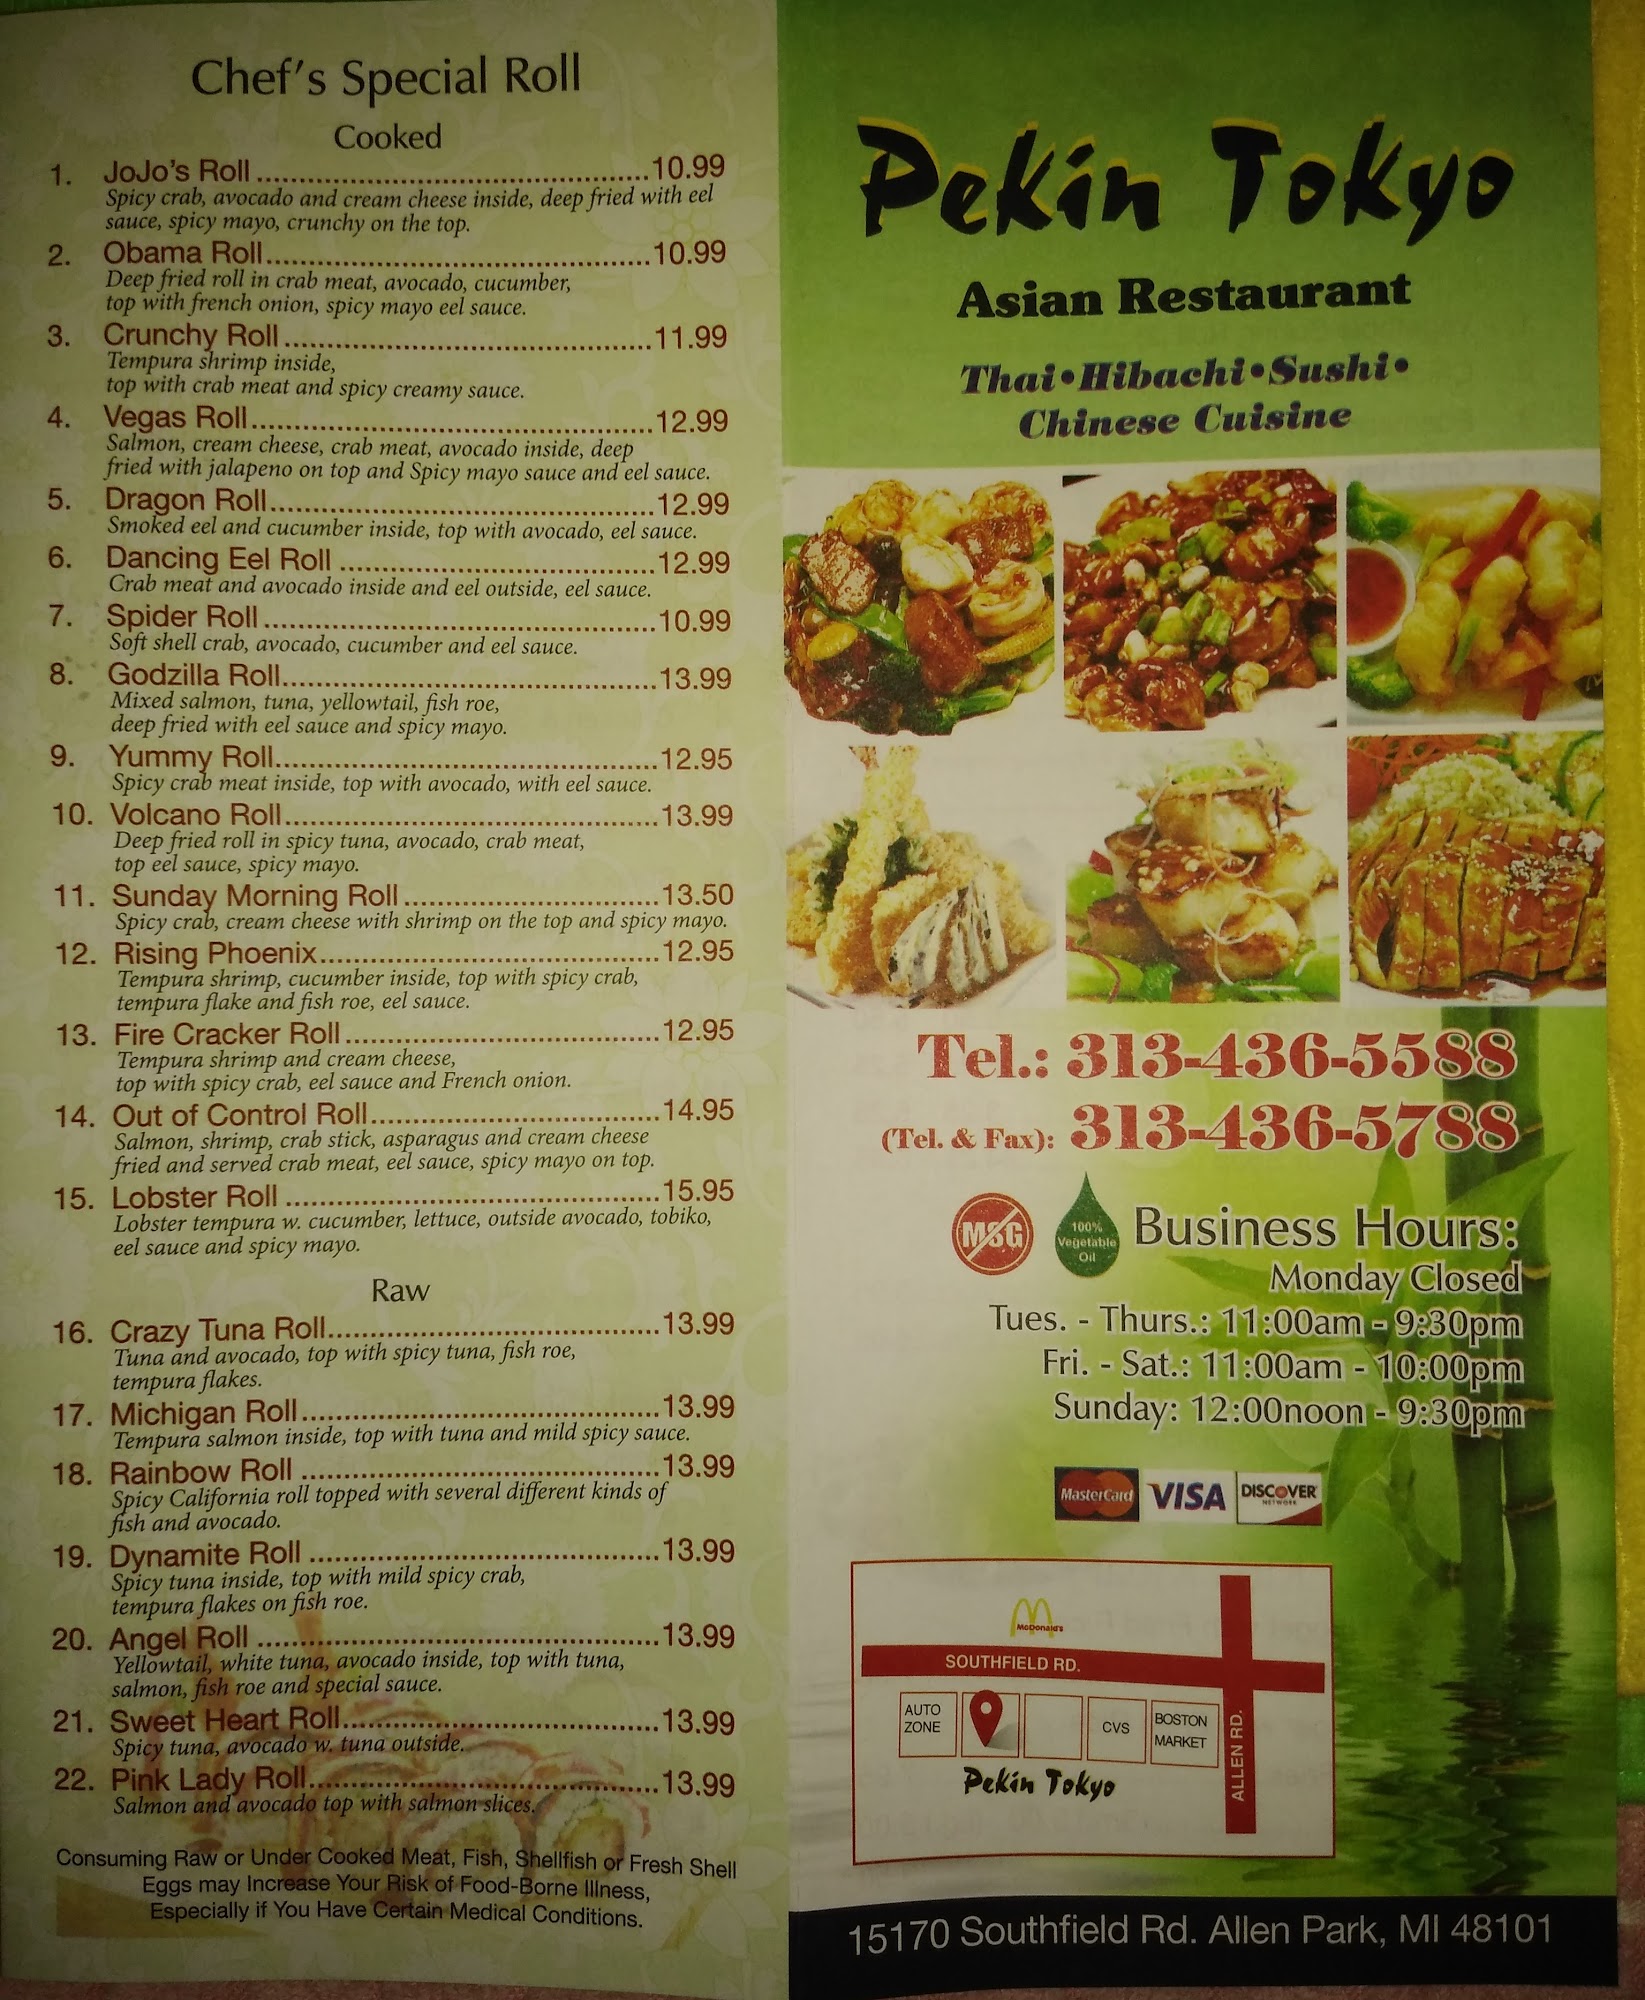 Chef's Special Roll
Cooked
1. JoJo's Roll ................................................10.99
Spicy crab, avocado and cream cheese inside, deep fried with eel
sauce, spicy mayo, crunchy on the top.
2. Obama Roll................................................10.99
Deep fried roll in crab meat, avocado, cucumber,
top with french onion, spicy mayo eel sauce.
3. Crunchy Roll..............................................11.99
Tempura shrimp inside,
top with crab meat and spicy creamy sauce.
4. Vegas Roll..................................................12.99
Salmon, cream cheese, crab meat, avocado inside, deep
fried with jalapeno on top and Spicy mayo sauce and eel sauce.
5. Dragon Roll................................................12.99
Smoked eel and cucumber inside, top with avocado, eel sauce.
6. Dancing Eel Roll .......................................12.99
Crab meat and avocado inside and eel outside, eel sauce.
7. Spider Roll.................................................10.99
Soft shell crab, avocado, cucumber and eel sauce.
8. Godzilla Roll...............................................13.99
Mixed salmon, tuna, yellowtail, fish roe,
deep fried with eel sauce and spicy mayo.
9. Yummy Roll................................................12.95
Spicy crab meat inside, top with avocado, with eel sauce.
10. Volcano Roll..............................................13.99
Deep fried roll in spicy tuna, avocado, crab meat,
top eel sauce, spicy mayo.
11. Sunday Morning Roll ................................13.50
Spicy crab, cream cheese with shrimp on the top and spicy mayo.
12. Rising Phoenix..........................................12.95
Tempura shrimp, cucumber inside, top with spicy crab,
tempura flake and fish roe, eel sauce.
13. Fire Cracker Roll.......................................12.95
Tempura shrimp and cream cheese,
top with spicy crab, eel sauce and French onion.
14. Out of Control Roll....................................14.95
Salmon, shrimp, crab stick, asparagus and cream cheese
fried and served crab meat, eel sauce, spicy mayo on top.
15. Lobster Roll ..............................................15.95
Lobster tempura w. cucumber, lettuce, outside avocado, tobiko,
eel sauce and spicy mayo.
Raw
16. Crazy Tuna Roll.........................................13.99
Tuna and avocado, top with spicy tuna, fish roe,
tempura flakes.
17. Michigan Roll............................................13.99
Tempura salmon inside, top with tuna and mild spicy sauce.
18. Rainbow Roll ............................................13.99
Spicy California roll topped with several different kinds of
fish and avocado.
19. Dynamite Roll ...........................................13.99
Spicy tuna inside, top with mild spicy crab,
tempura flakes on fish roe.
20. Angel Roll .................................................13.99
Yellowtail, white tuna, avocado inside, top with tuna,
salmon, fish roe and special sauce.
21. Sweet Heart Roll.......................................13.99
Spicy tuna, avocado w. tuna outside.
22. Pink Lady Roll...........................................13.99
Salmon and avocado top with salmon slices.
Consuming Raw or Under Cooked Meat, Fish, Shellfish or Fresh Shell
Eggs may Increase Your Risk of Food-Borne Illness,
Especially if You Have Certain Medical Conditions.
Pekin Tokyo
Asian Restaurant
Thai•Hibachi•Sushi•
Chinese Cuisine
Tel.: 313-436-5588
(Tel. & Fax): 313-436-5788
MSG
100%
Vegetable
Oil
Business Hours:
Monday Closed
Tues. - Thurs.: 11:00am - 9:30pm
Fri. - Sat.: 11:00am - 10:00pm
Sunday: 12:00noon - 9:30pm
MasterCard VISA DISCOVER
NETWORK
McDonald's
SOUTHFIELD RD.
AUTO
ZONE
CVS
BOSTON
MARKET
ALLEN RD.
Pekin Tokyo
15170 Southfield Rd. Allen Park, MI 48101